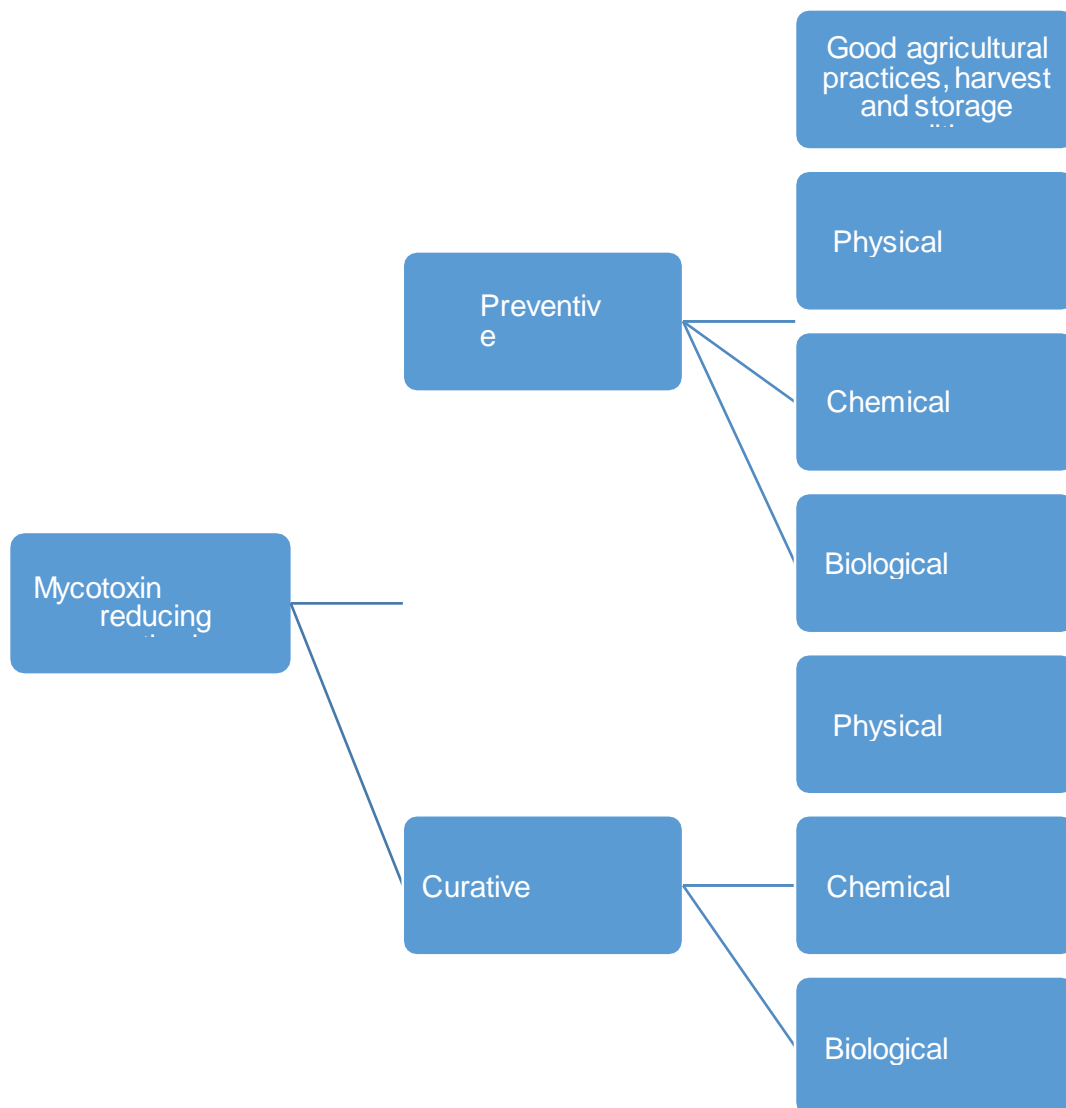 Good agricultural
practices, harvest
and storage
Physical
Preventiv
e
Chemical
Biological
Mycotoxin
reducing
Physical
Curative
Chemical
Biological